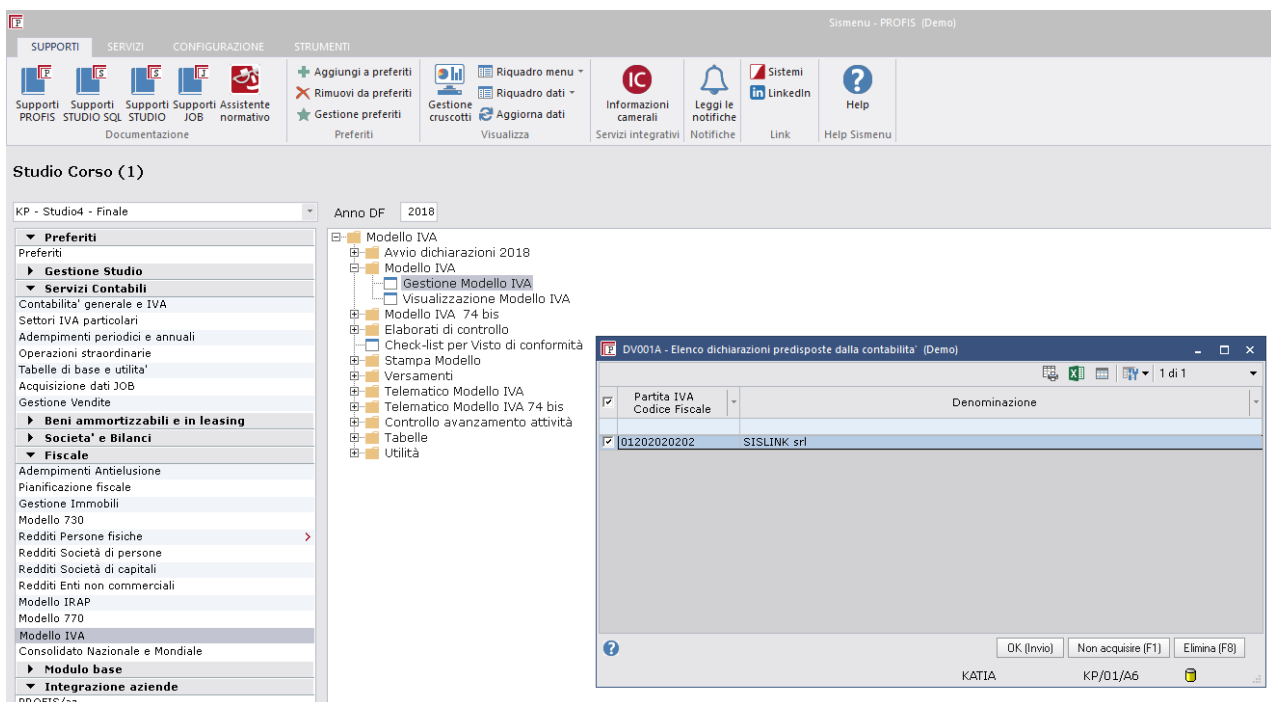 Sismenu - PROFIS (Demo)
SUPPORTI SERVIZI CONFIGURAZIONE STRUMENTI
Supporti PROFIS
Supporti STUDIO SQL
Supporti STUDIO
Supporti JOB
Assistente normativo
Documentazione
Aggiungi a preferiti
Rimuovi da preferiti
Gestione preferiti
Preferiti
Gestione cruscotti
Riquadro menu
Riquadro dati
Aggiorna dati
Visualizza
IC
Informazioni camerali
Servizi integrativi
Leggi le notifiche
Notifiche
Sistemi
in LinkedIn
Link
?
Help
Help Sismenu
Studio Corso (1)
KP - Studio4 - Finale
Anno DF 2018
Preferiti
Preferiti
Gestione Studio
Servizi Contabili
Contabilita' generale e IVA
Settori IVA particolari
Adempimenti periodici e annuali
Operazioni straordinarie
Tabelle di base e utilita'
Acquisizione dati JOB
Gestione Vendite
Beni ammortizzabili e in leasing
Societa' e Bilanci
Fiscale
Adempimenti Antielusione
Pianificazione fiscale
Gestione Immobili
Modello 730
Redditi Persone fisiche
Redditi Società di persone
Redditi Società di capitali
Redditi Enti non commerciali
Modello IRAP
Modello 770
Modello IVA
Consolidato Nazionale e Mondiale
Modulo base
Integrazione aziende
Modello IVA
Avvio dichiarazioni 2018
Modello IVA
Gestione Modello IVA
Visualizzazione Modello IVA
Modello IVA 74 bis
Elaborati di controllo
Check-list per Visto di conformità
Stampa Modello
Versamenti
Telematico Modello IVA
Telematico Modello IVA 74 bis
Controllo avanzamento attività
Tabelle
Utilità
DV001A - Elenco dichiarazioni predisposte dalla contabilita' (Demo)
1 di 1
Partita IVA
Codice Fiscale
Denominazione
01202020202 SISLINK srl
OK (Invio) Non acquisire (F1) Elimina (F8)
KATIA KP/01/A6